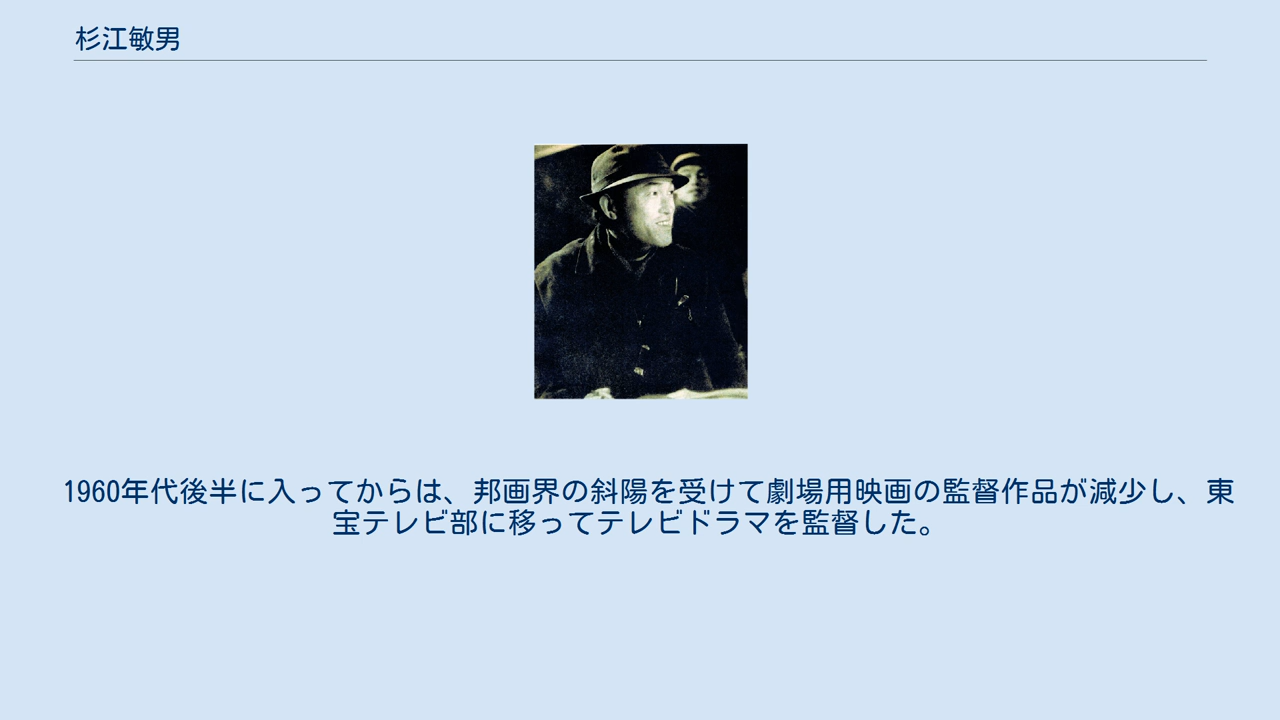 杉江敏男
1960年代後半に入ってからは、邦画界の斜陽を受けて劇場用映画の監督作品が減少し、東
宝テレビ部に移ってテレビドラマを監督した。